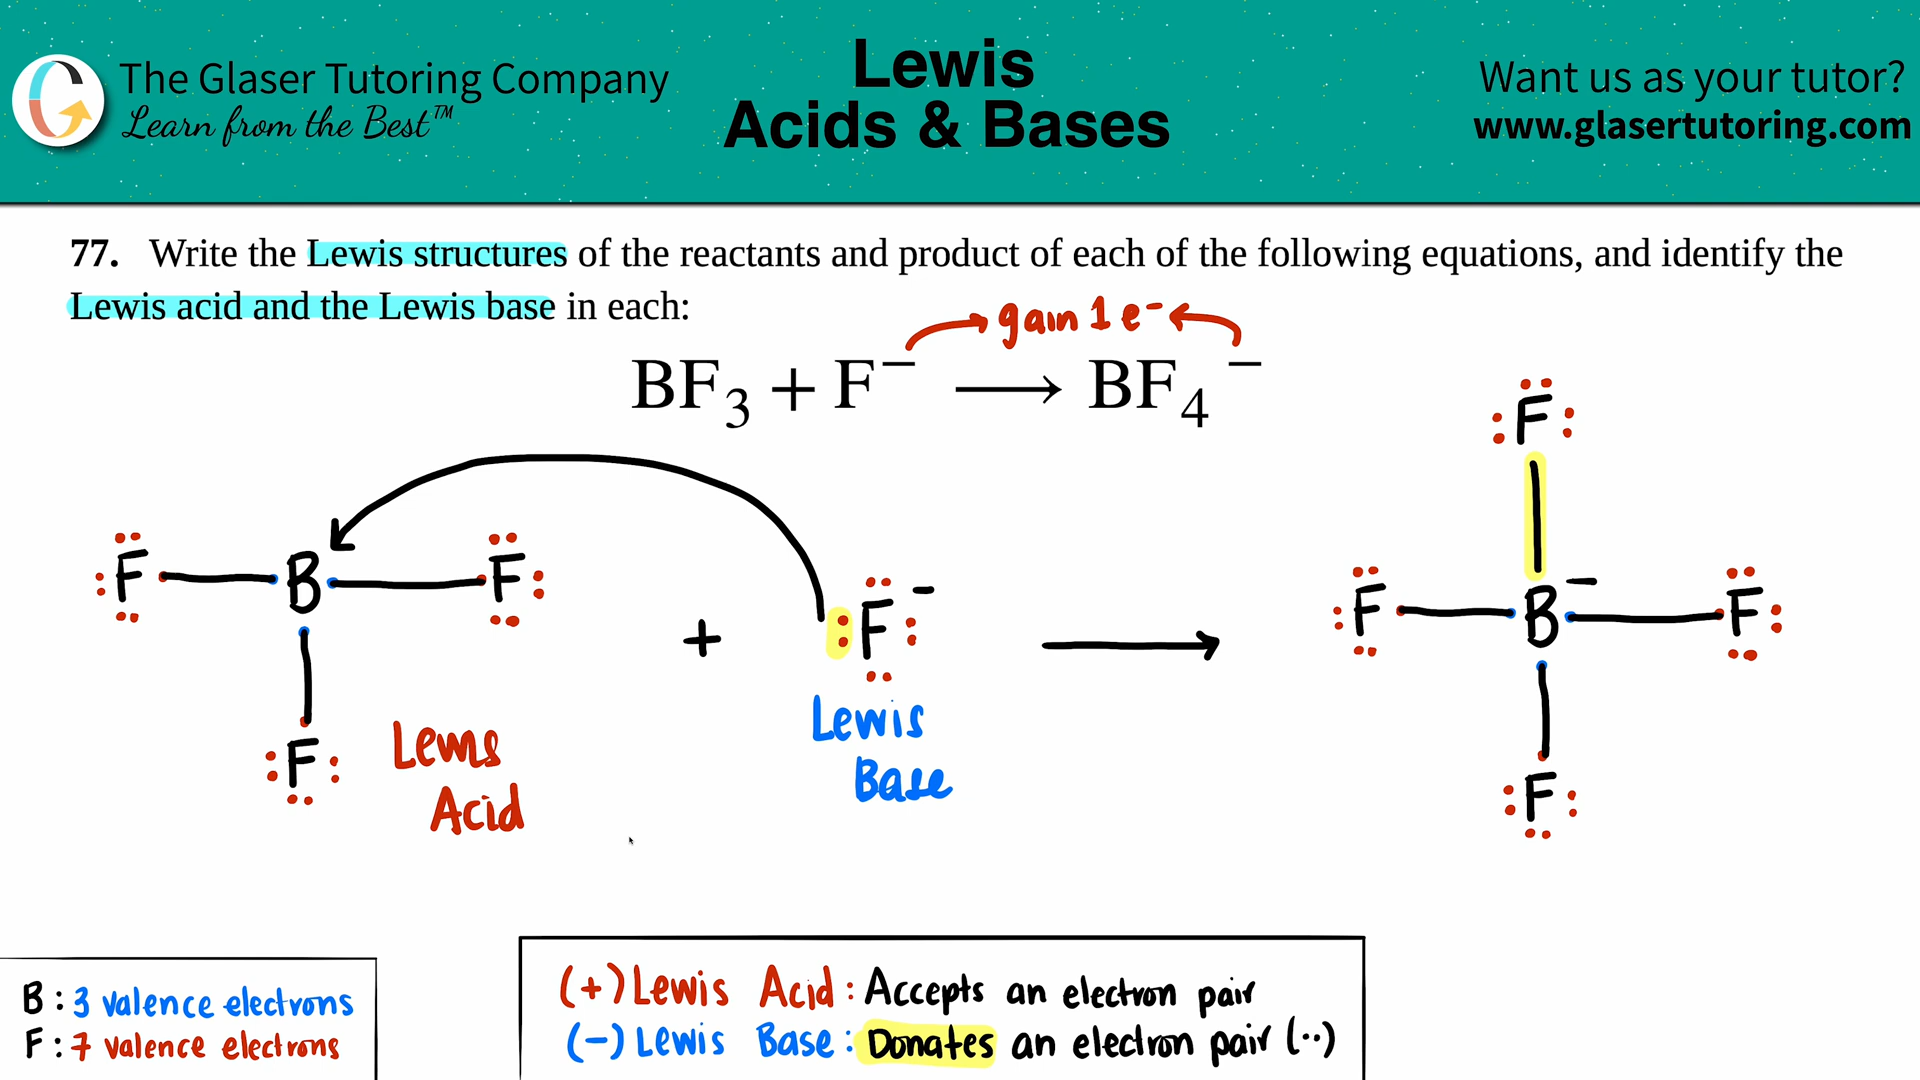 The Glaser Tutoring Company
Learn from the Best™
Lewis
Acids & Bases
Want us as your tutor?
www.glasertutoring.com
77. Write the Lewis structures of the reactants and product of each of the following equations, and identify the
Lewis acid and the Lewis base in each:
gain 1 e⁻
BF₃ + F⁻ ⟶ BF₄⁻
F
F B F
F
Lewis
Acid
+
F⁻
Lewis
Base
F
F B⁻ F
F
B : 3 valence electrons
F : 7 valence electrons
(+) Lewis Acid : Accepts an electron pair
(−) Lewis Base : Donates an electron pair (··)